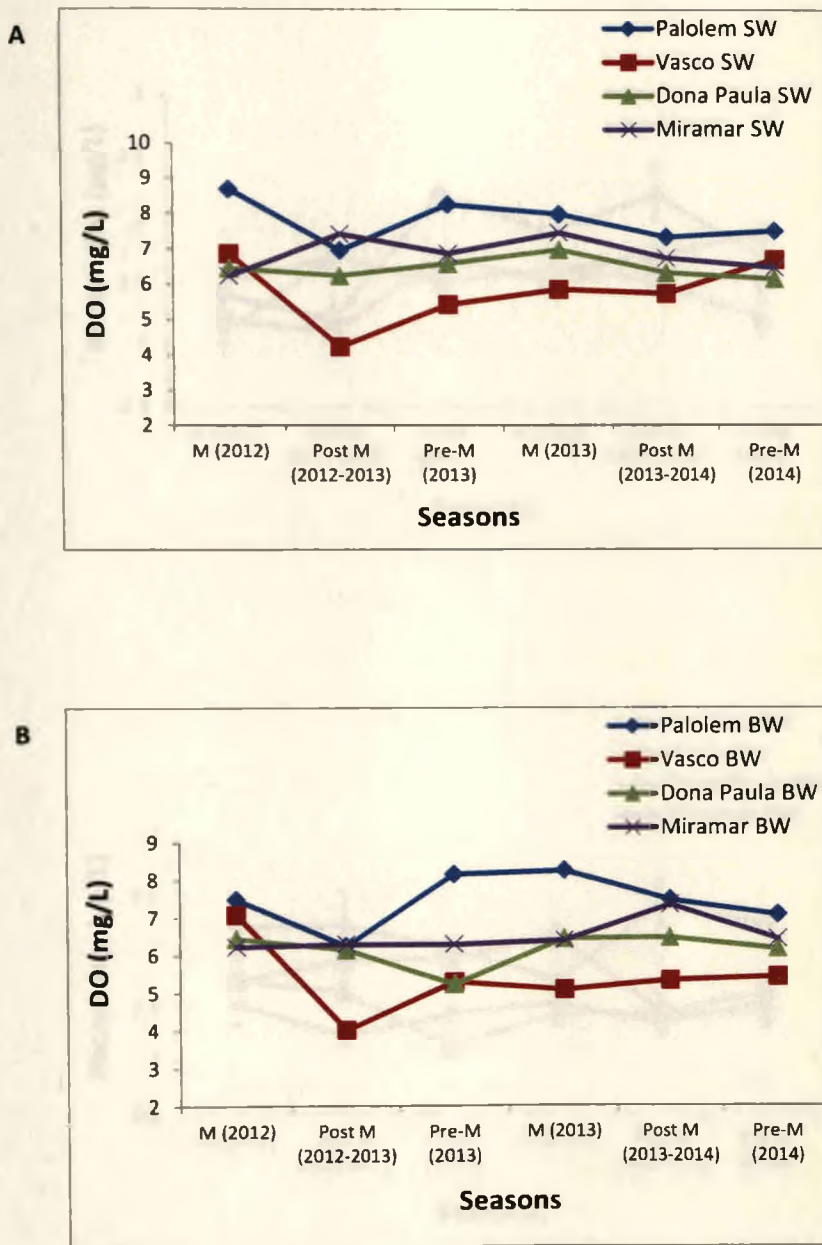 A
Palolem SW
Vasco SW
Dona Paula SW
Miramar SW
10
9
8
7
6
5
4
3
2
DO (mg/L)
M (2012)
Post M
(2012-2013)
Pre-M
(2013)
M (2013)
Post M
(2013-2014)
Pre-M
(2014)
Seasons
B
Palolem BW
Vasco BW
Dona Paula BW
Miramar BW
9
8
7
6
5
4
3
2
DO (mg/L)
M (2012)
Post M
(2012-2013)
Pre-M
(2013)
M (2013)
Post M
(2013-2014)
Pre-M
(2014)
Seasons